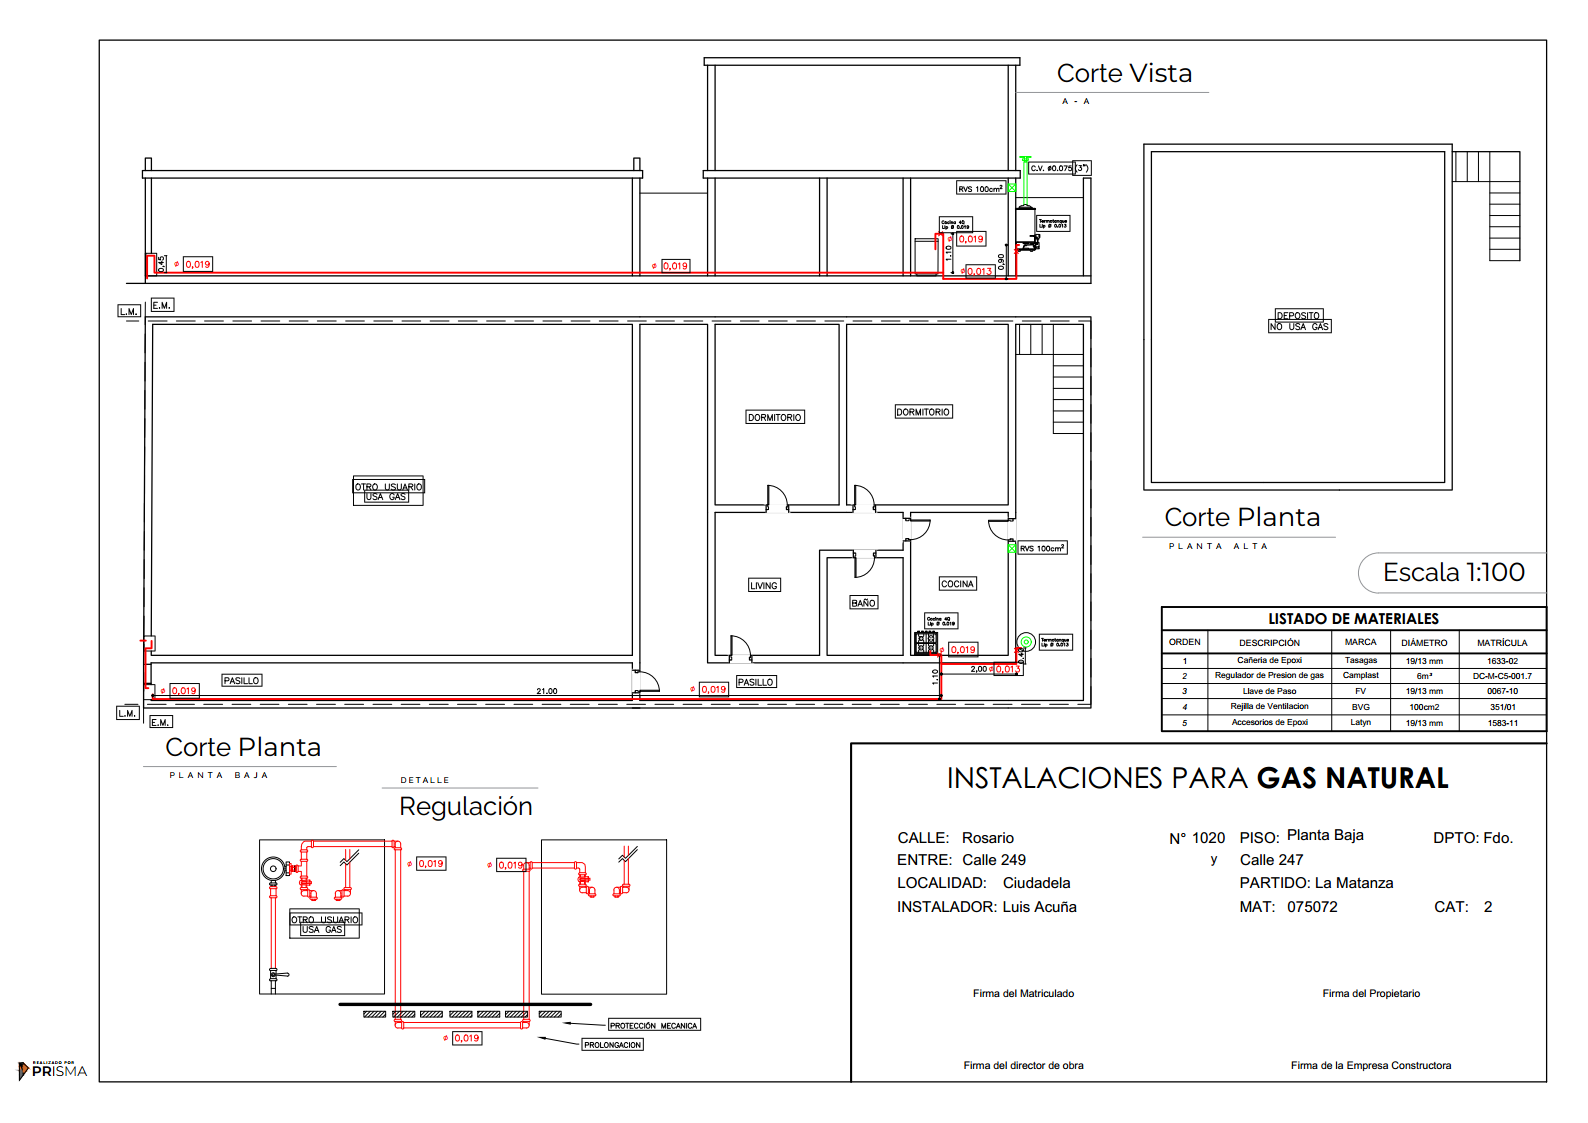 Corte Vista
A - A
C.V. ø0.075(3")
RVS 100cm²
Cocina 4Q
Llp Ø 0.019
Termotanque
Llp Ø 0.013
ø 0,019
1.10
0,90
ø 0,013
0,45
ø 0,019
ø 0,019
L.M.
E.M.
DEPOSITO
NO USA GAS
DORMITORIO
DORMITORIO
OTRO USUARIO
USA GAS
Corte Planta
PLANTA ALTA
RVS 100cm²
Escala 1:100
LIVING
BAÑO
COCINA
Cocina 4Q
Llp Ø 0.019
Termotanque
Llp Ø 0.013
ø 0,019
0,45
2,00
ø 0,013
1.10
PASILLO
PASILLO
ø 0,019
21.00
ø 0,019
L.M.
E.M.
Corte Planta
PLANTA BAJA
LISTADO DE MATERIALES
ORDEN DESCRIPCIÓN MARCA DIÁMETRO MATRÍCULA
1 Cañeria de Epoxi Tasagas 19/13 mm 1633-02
2 Regulador de Presion de gas Camplast 6m³ DC-M-C5-001.7
3 Llave de Paso FV 19/13 mm 0067-10
4 Rejilla de Ventilacion BVG 100cm2 351/01
5 Accesorios de Epoxi Latyn 19/13 mm 1583-11
DETALLE
Regulación
ø 0,019
ø 0,019
OTRO USUARIO
USA GAS
PROTECCIÓN MECANICA
ø 0,019
PROLONGACION
INSTALACIONES PARA GAS NATURAL
CALLE: Rosario N° 1020 PISO: Planta Baja DPTO: Fdo.
ENTRE: Calle 249 y Calle 247
LOCALIDAD: Ciudadela PARTIDO: La Matanza
INSTALADOR: Luis Acuña MAT: 075072 CAT: 2
Firma del Matriculado Firma del Propietario
Firma del director de obra Firma de la Empresa Constructora
REALIZADO POR
PRISMA